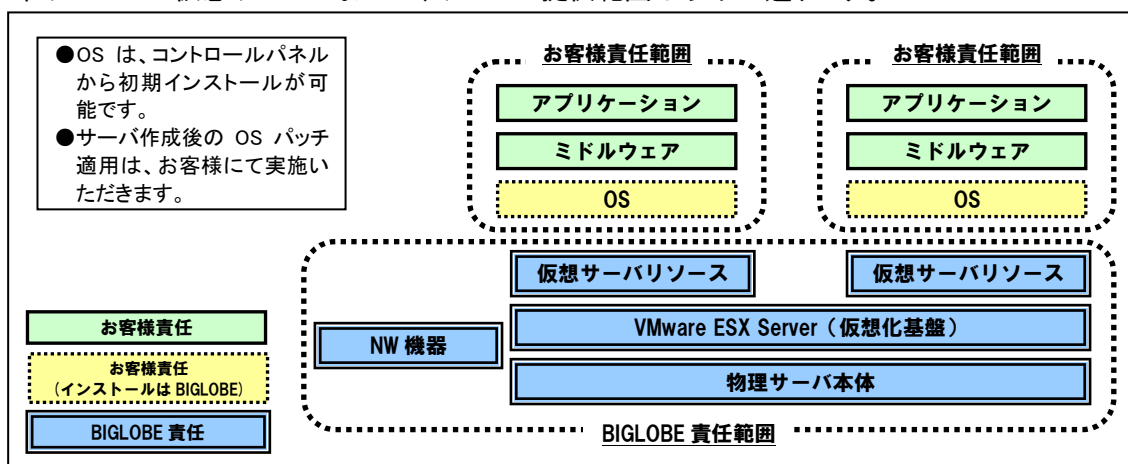 ●OS は、コントロールパネル
から初期インストールが可
能です。
●サーバ作成後の OS パッチ
適用は、お客様にて実施い
ただきます。
お客様責任範囲
アプリケーション
ミドルウェア
OS
お客様責任範囲
アプリケーション
ミドルウェア
OS
仮想サーバリソース
仮想サーバリソース
NW 機器
VMware ESX Server（仮想化基盤）
物理サーバ本体
BIGLOBE 責任範囲
お客様責任
お客様責任
(インストールは BIGLOBE)
BIGLOBE 責任